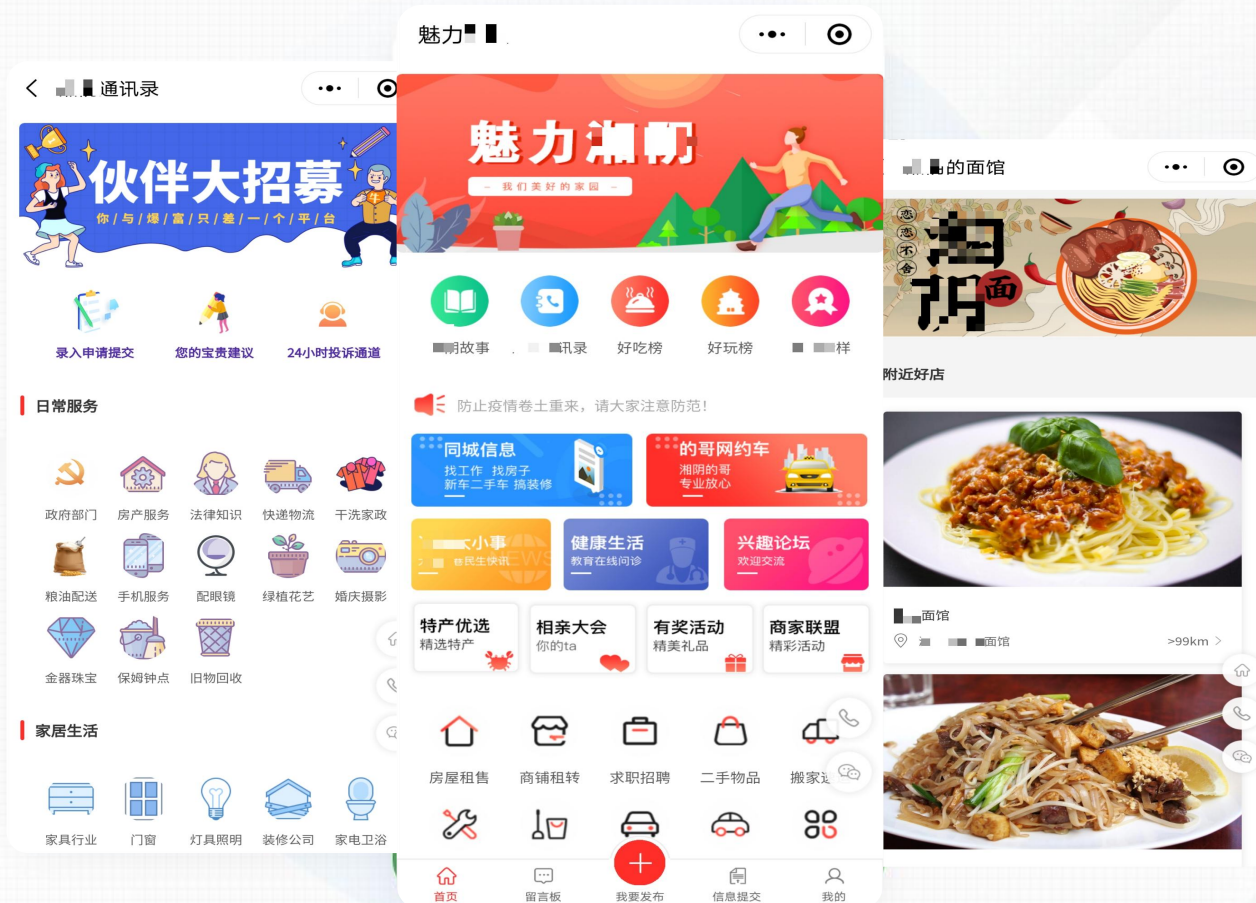 通讯录
伙伴大招募
你/与/爆/富/只/差/一/个/平/台
录入申请提交
您的宝贵建议
24小时投诉通道
日常服务
政府部门
房产服务
法律知识
快递物流
干洗家政
粮油配送
手机服务
配眼镜
绿植花艺
婚庆摄影
金器珠宝
保姆钟点
旧物回收
家居生活
家具行业
门窗
灯具照明
装修公司
家电卫浴
魅力
魅力
– 我们美好的家园 –
故事
讯录
好吃榜
好玩榜
样
防止疫情卷土重来，请大家注意防范！
同城信息
找工作 找房子
新车二手车 搞装修
的哥网约车
湘阴的哥
专业放心
小事
民生快讯
NEWS
健康生活
教育在线问诊
兴趣论坛
欢迎交流
特产优选
精选特产
相亲大会
你的ta
有奖活动
精美礼品
商家联盟
精彩活动
房屋租售
商铺租转
求职招聘
二手物品
搬家
首页
留言板
我要发布
信息提交
我的
的面馆
恋恋不舍
面
附近好店
面馆
面馆
>99km